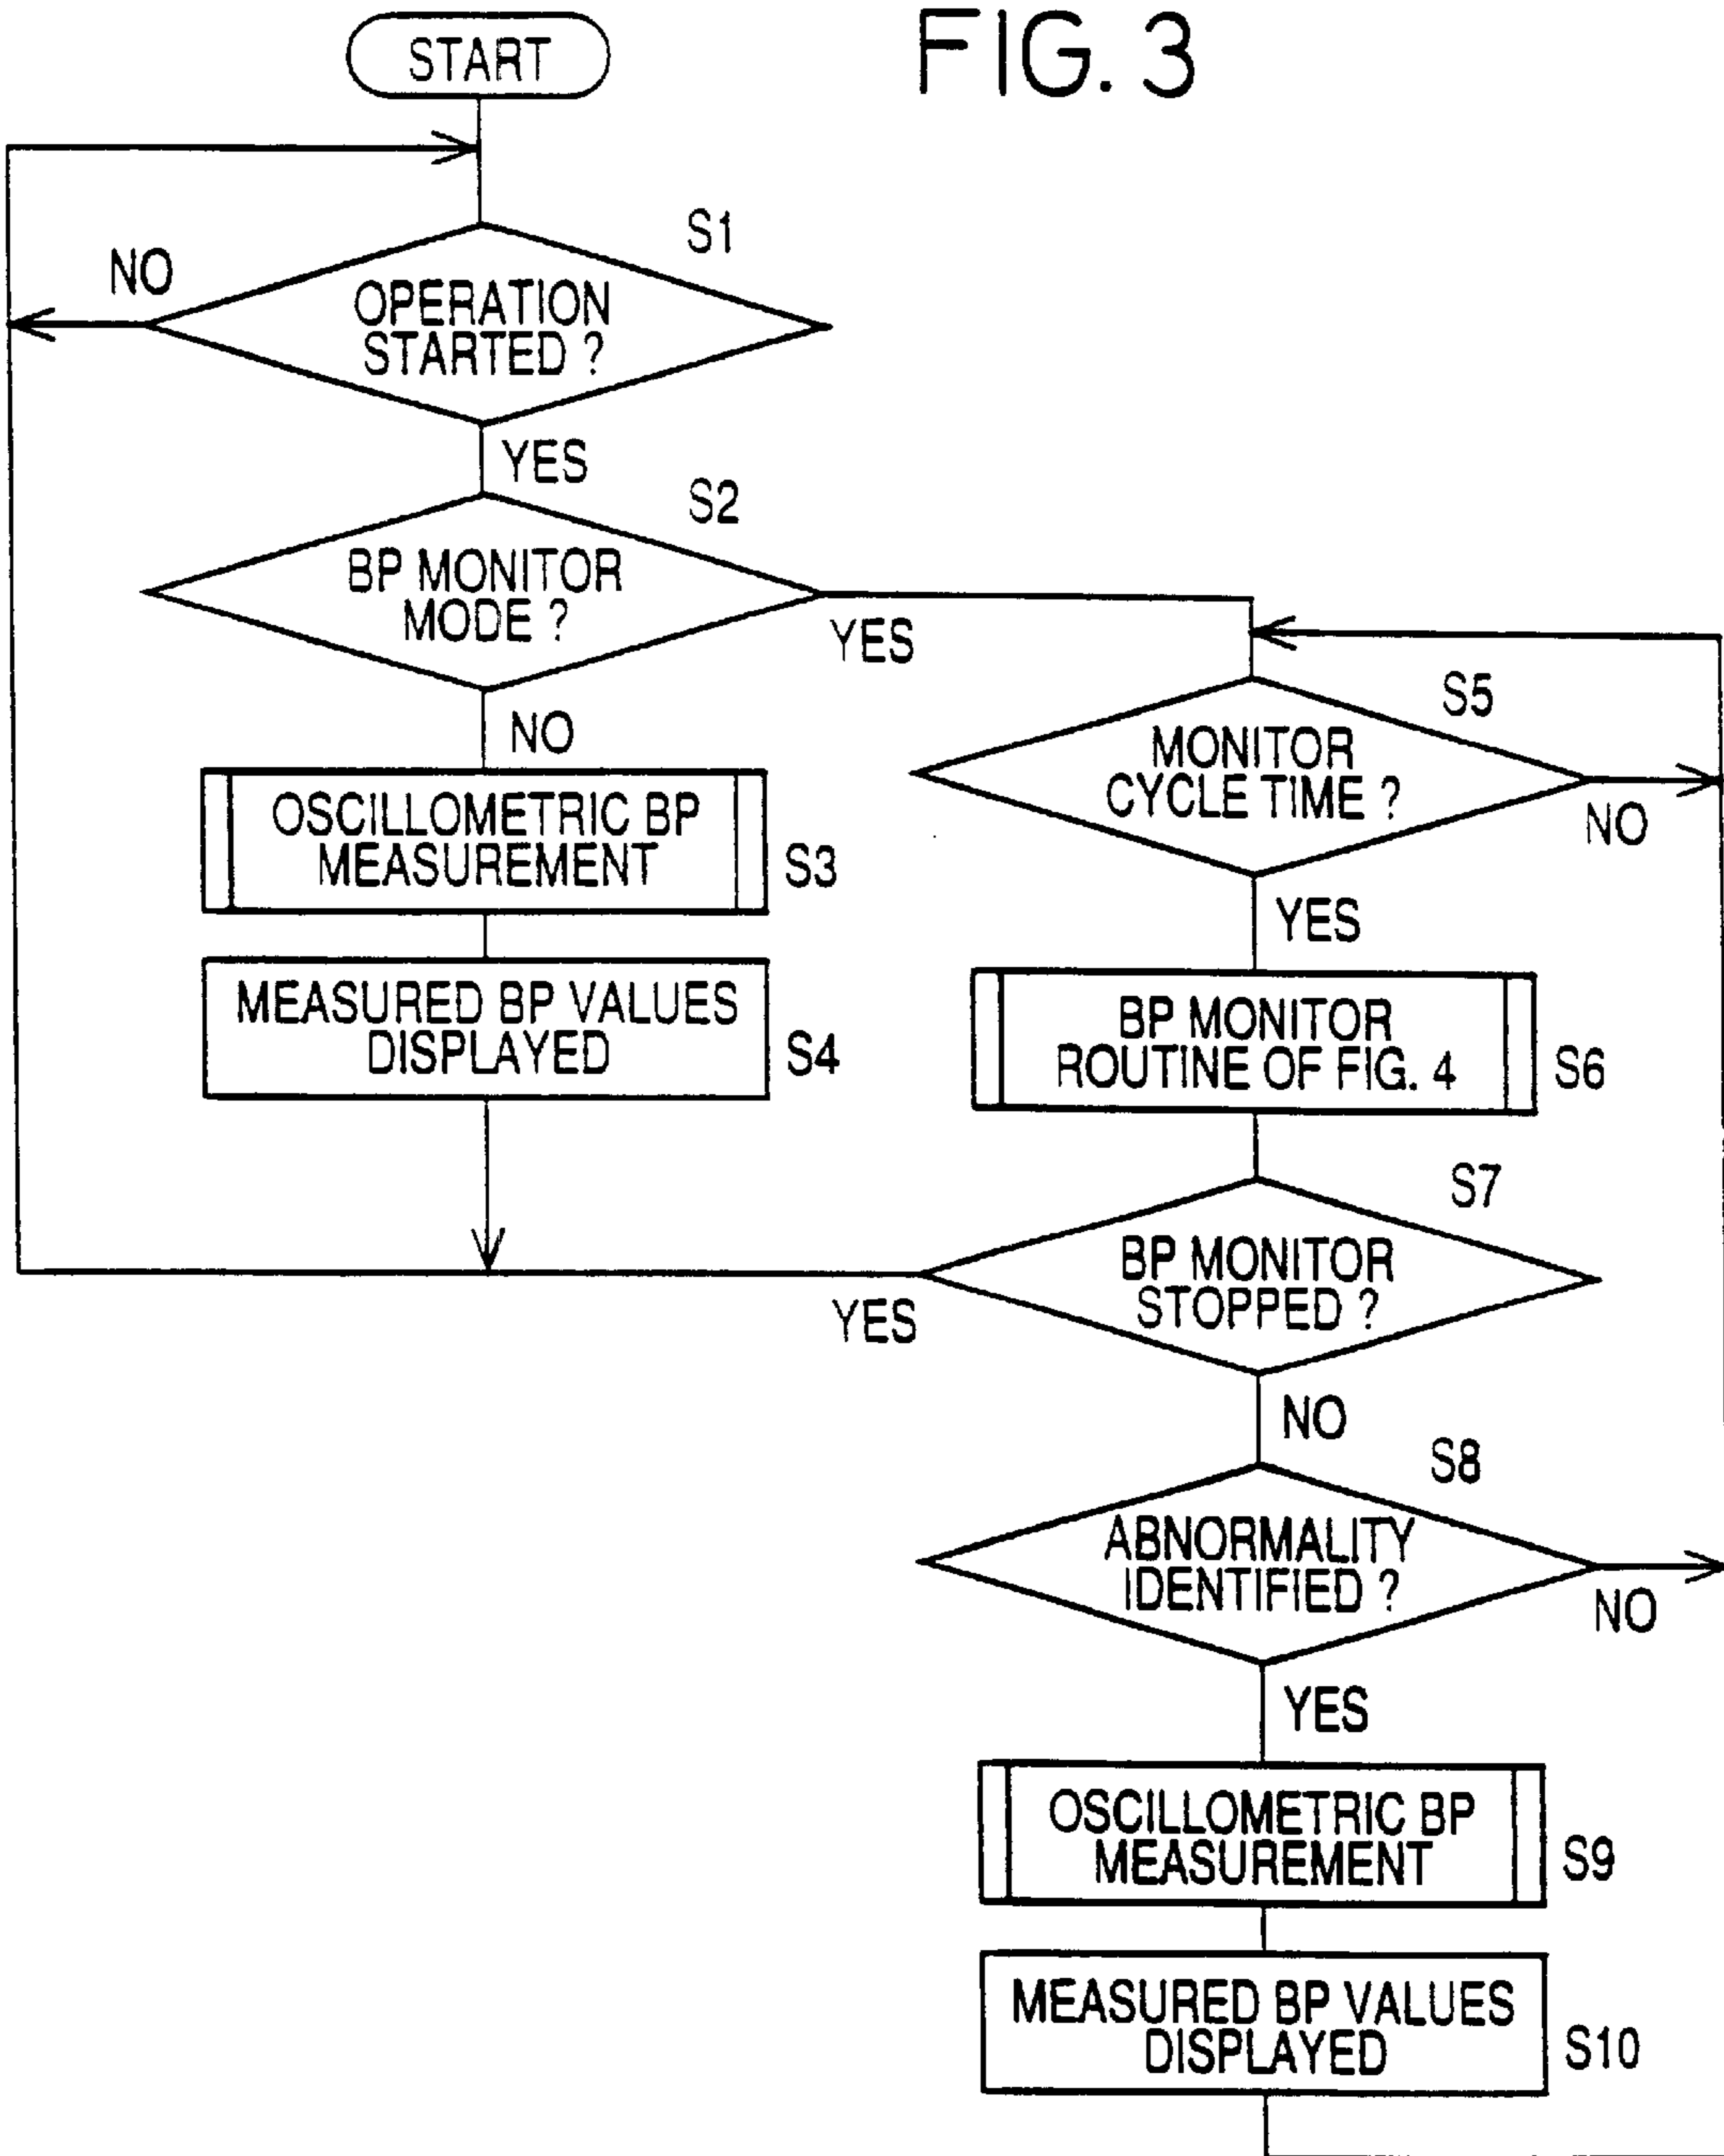 FIG. 3
START
S1
NO
OPERATION
STARTED ?
YES
S2
BP MONITOR
MODE ?
YES
NO
OSCILLOMETRIC BP
MEASUREMENT
S3
MEASURED BP VALUES
DISPLAYED
S4
S5
MONITOR
CYCLE TIME ?
NO
YES
BP MONITOR
ROUTINE OF FIG. 4
S6
S7
BP MONITOR
STOPPED ?
YES
NO
S8
ABNORMALITY
IDENTIFIED ?
NO
YES
OSCILLOMETRIC BP
MEASUREMENT
S9
MEASURED BP VALUES
DISPLAYED
S10